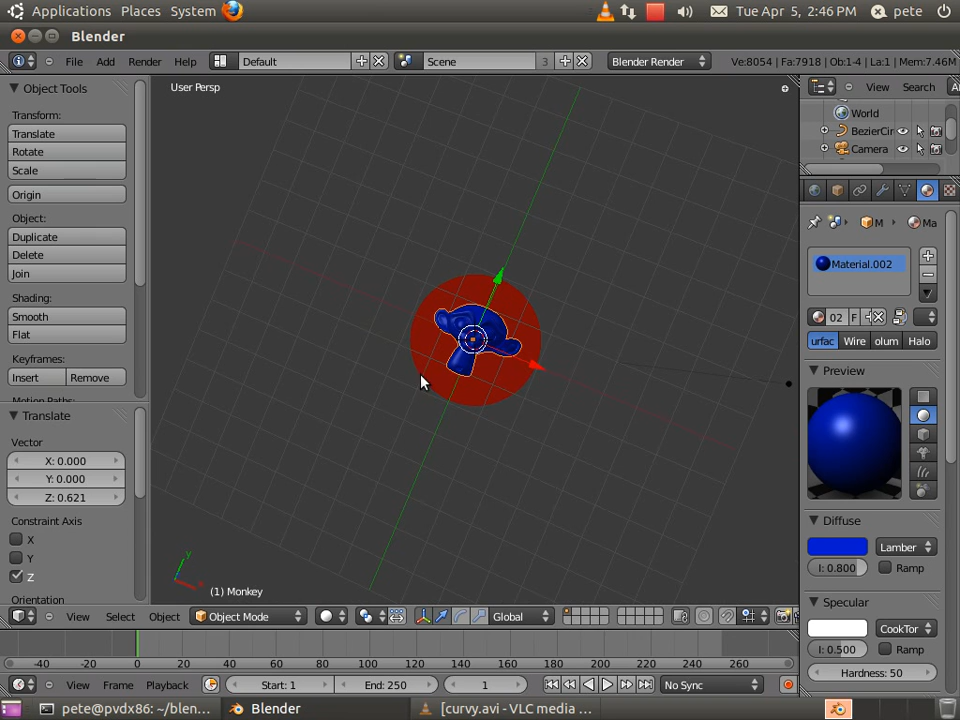 Applications Places System Tue Apr 5, 2:46 PM pete
Blender
File Add Render Help Default Scene 3 Blender Render Ve:8054 | Fa:7918 | Ob:1-4 | La:1 | Mem:7.46M
Object Tools
Transform:
Translate
Rotate
Scale
Origin
Object:
Duplicate
Delete
Join
Shading:
Smooth
Flat
Keyframes:
Insert Remove
Translate
Vector
X: 0.000
Y: 0.000
Z: 0.621
Constraint Axis
X
Y
Z
Orientation
User Persp
y
(1) Monkey
View Select Object Object Mode Global
View Search
World
BezierCir
Camera
M Ma
Material.002
02 F
urfac Wire olum Halo
Preview
Diffuse
Lamber
I: 0.800 Ramp
Specular
CookTor
I: 0.500 Ramp
Hardness: 50
-40 -20 0 20 40 60 80 100 120 140 160 180 200 220 240 260
View Frame Playback Start: 1 End: 250 1 No Sync
pete@pvdx86: ~/blen... Blender [curvy.avi - VLC media ...